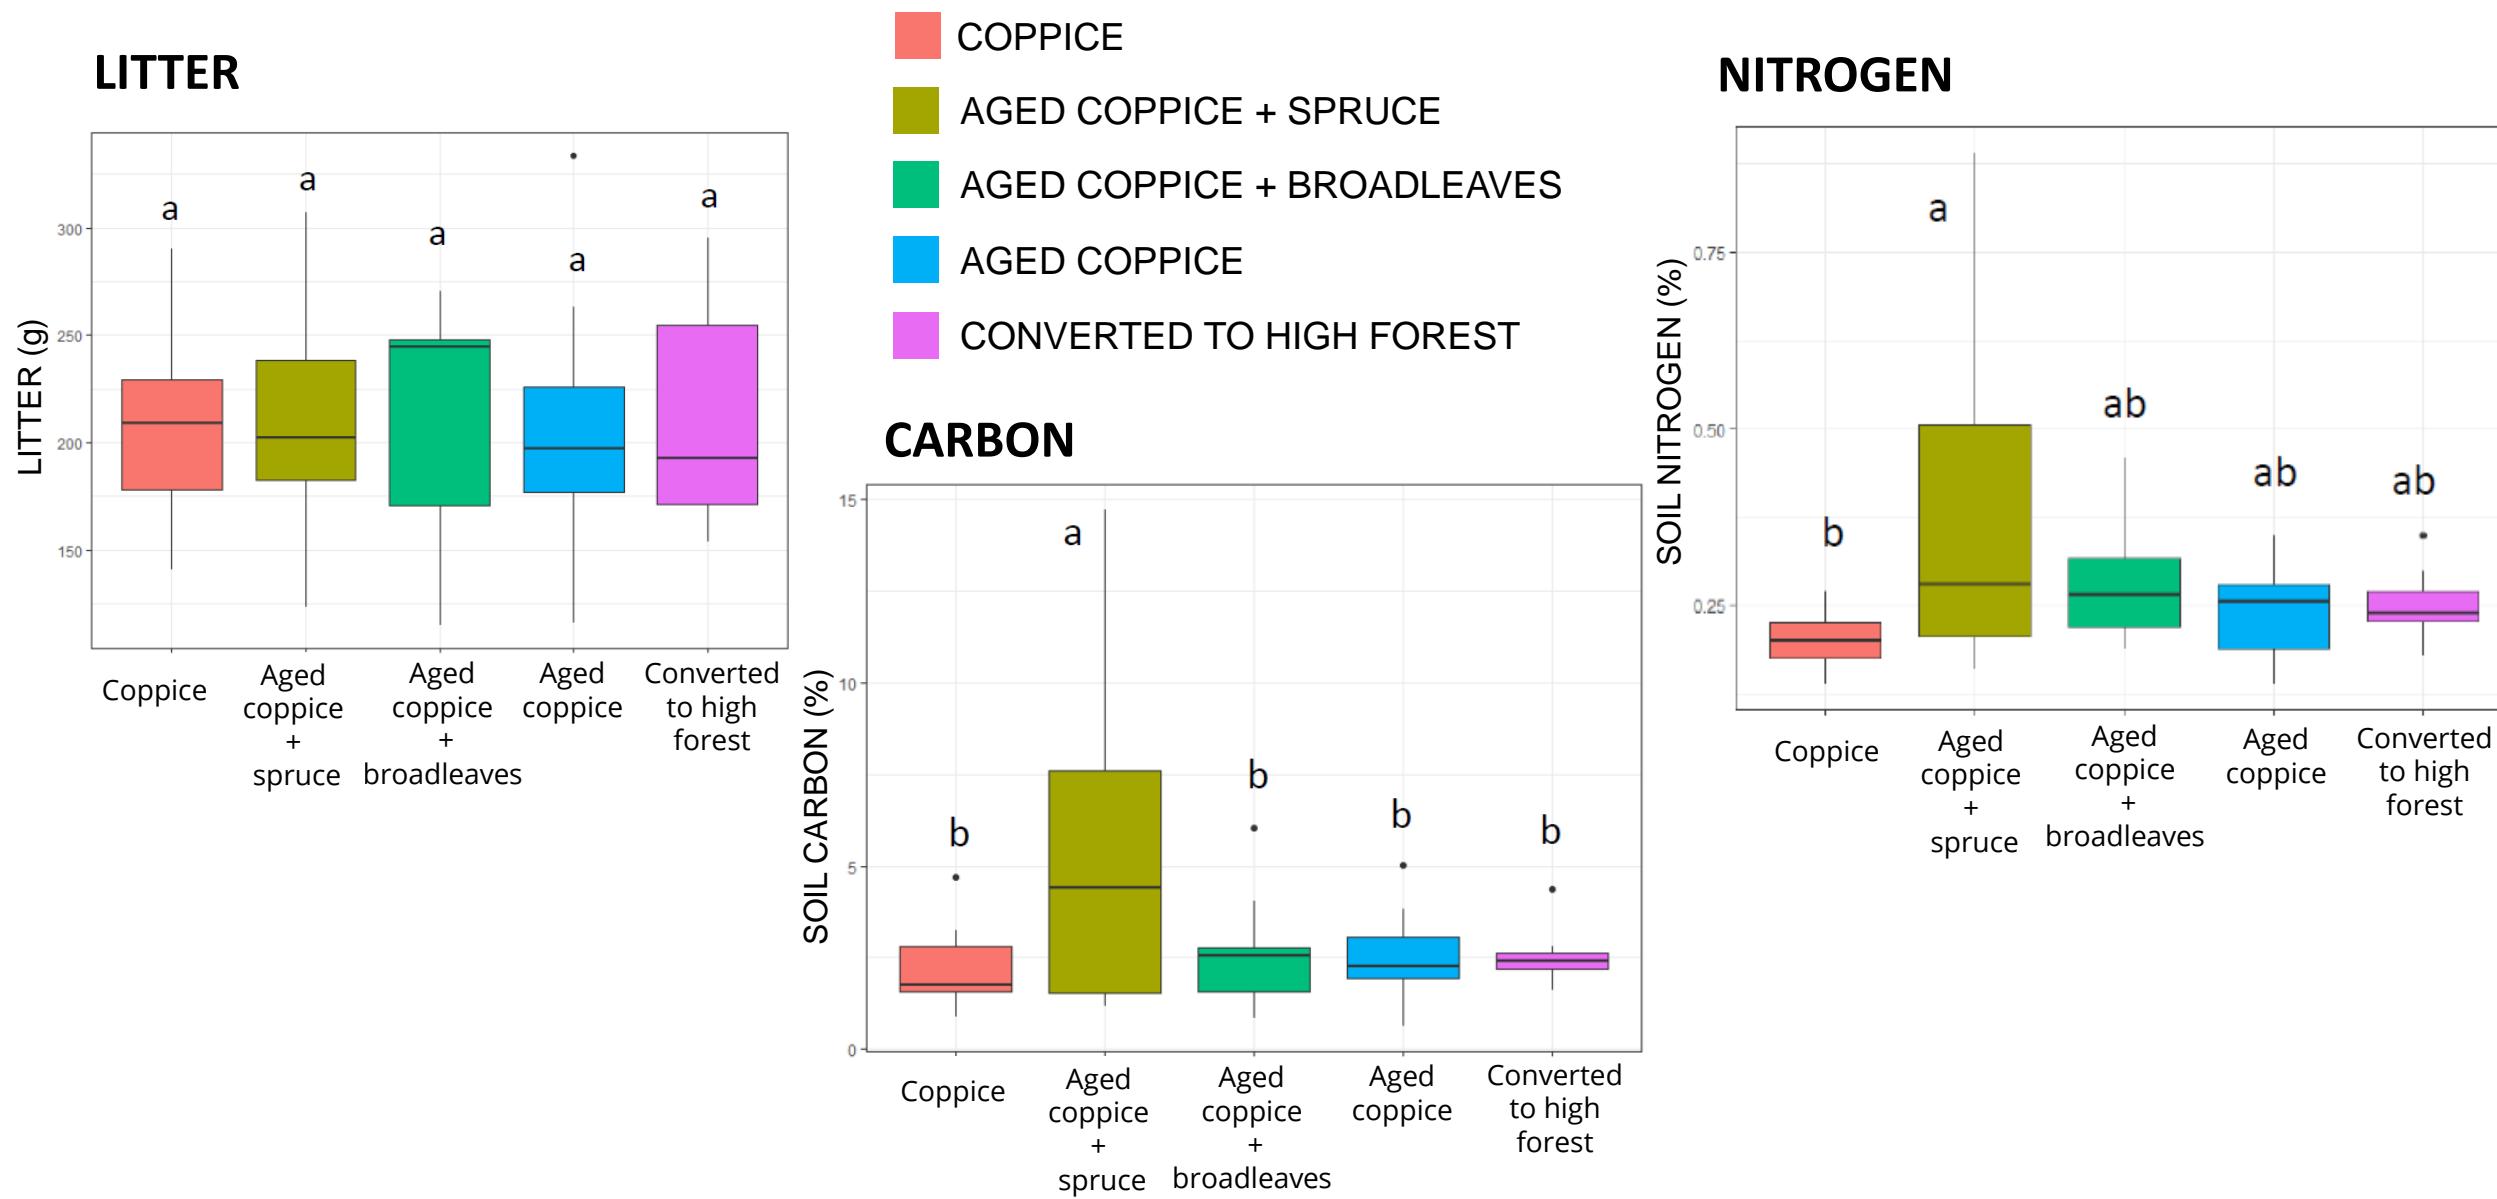 COPPICE
AGED COPPICE + SPRUCE
AGED COPPICE + BROADLEAVES
AGED COPPICE
CONVERTED TO HIGH FOREST
LITTER
LITTER (g)
300
250
200
150
a
a
a
a
a
Coppice
Aged
coppice
+
spruce
Aged
coppice
+
broadleaves
Aged
coppice
Converted
to high
forest
CARBON
SOIL CARBON (%)
15
10
5
0
b
a
b
b
b
Coppice
Aged
coppice
+
spruce
Aged
coppice
+
broadleaves
Aged
coppice
Converted
to high
forest
NITROGEN
SOIL NITROGEN (%)
0.75
0.50
0.25
b
a
ab
ab
ab
Coppice
Aged
coppice
+
spruce
Aged
coppice
+
broadleaves
Aged
coppice
Converted
to high
forest